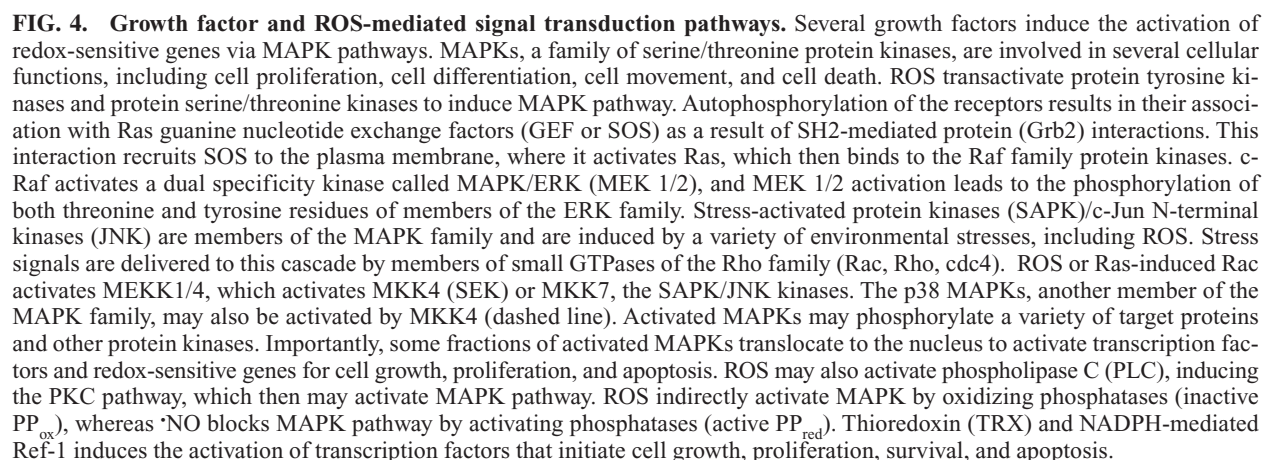 FIG. 4. Growth factor and ROS-mediated signal transduction pathways. Several growth factors induce the activation of
redox-sensitive genes via MAPK pathways. MAPKs, a family of serine/threonine protein kinases, are involved in several cellular
functions, including cell proliferation, cell differentiation, cell movement, and cell death. ROS transactivate protein tyrosine ki-
nases and protein serine/threonine kinases to induce MAPK pathway. Autophosphorylation of the receptors results in their associ-
ation with Ras guanine nucleotide exchange factors (GEF or SOS) as a result of SH2-mediated protein (Grb2) interactions. This
interaction recruits SOS to the plasma membrane, where it activates Ras, which then binds to the Raf family protein kinases. c-
Raf activates a dual specificity kinase called MAPK/ERK (MEK 1/2), and MEK 1/2 activation leads to the phosphorylation of
both threonine and tyrosine residues of members of the ERK family. Stress-activated protein kinases (SAPK)/c-Jun N-terminal
kinases (JNK) are members of the MAPK family and are induced by a variety of environmental stresses, including ROS. Stress
signals are delivered to this cascade by members of small GTPases of the Rho family (Rac, Rho, cdc4). ROS or Ras-induced Rac
activates MEKK1/4, which activates MKK4 (SEK) or MKK7, the SAPK/JNK kinases. The p38 MAPKs, another member of the
MAPK family, may also be activated by MKK4 (dashed line). Activated MAPKs may phosphorylate a variety of target proteins
and other protein kinases. Importantly, some fractions of activated MAPKs translocate to the nucleus to activate transcription fac-
tors and redox-sensitive genes for cell growth, proliferation, and apoptosis. ROS may also activate phospholipase C (PLC), inducing
the PKC pathway, which then may activate MAPK pathway. ROS indirectly activate MAPK by oxidizing phosphatases (inactive
PPox), whereas •NO blocks MAPK pathway by activating phosphatases (active PPred). Thioredoxin (TRX) and NADPH-mediated
Ref-1 induces the activation of transcription factors that initiate cell growth, proliferation, survival, and apoptosis.